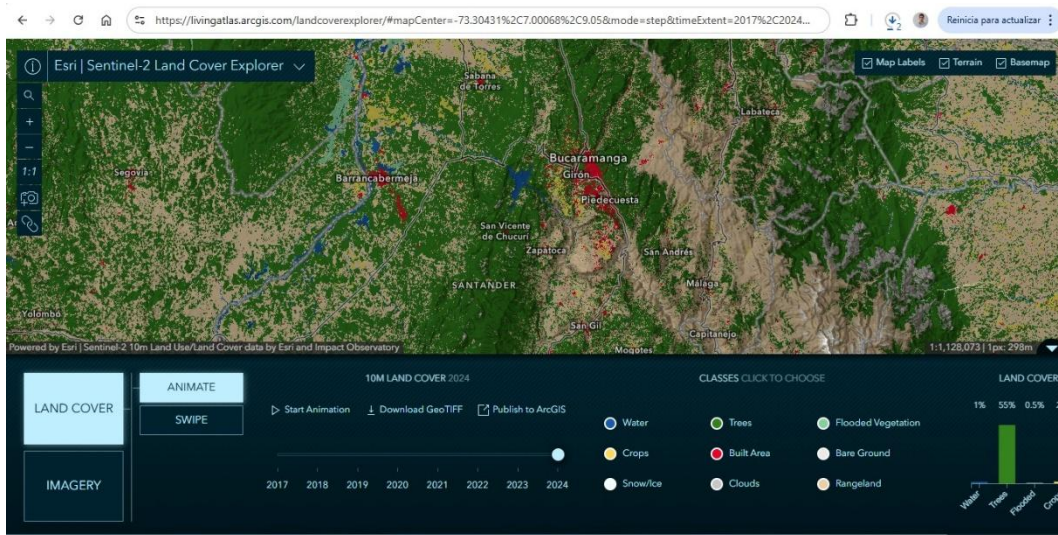 https://livingatlas.arcgis.com/landcoverexplorer/#mapCenter=-73.30431%2C7.00068%2C9.05&mode=step&timeExtent=2017%2C2024...
2
Reinicia para actualizar
Esri | Sentinel-2 Land Cover Explorer
Map Labels Terrain Basemap
Sabana
de Torres
Labateca
Bucaramanga
Segovia
Barrancabermeja
Girón
1:1
Piedecuesta
San Vicente
de Chucurí
Zapatoca
San Andrés
SANTANDER
Málaga
Yolombó
San Gil
Capitanejo
Mogotes
Powered by Esri | Sentinel-2 10m Land Use/Land Cover data by Esri and Impact Observatory
1:1,128,073 | 1px: 298m
LAND COVER
ANIMATE
SWIPE
IMAGERY
10M LAND COVER 2024
Start Animation Download GeoTIFF Publish to ArcGIS
2017 2018 2019 2020 2021 2022 2023 2024
CLASSES CLICK TO CHOOSE
Water Trees Flooded Vegetation
Crops Built Area Bare Ground
Snow/Ice Clouds Rangeland
LAND COVER
1% 55% 0.5%
Water Trees Flooded